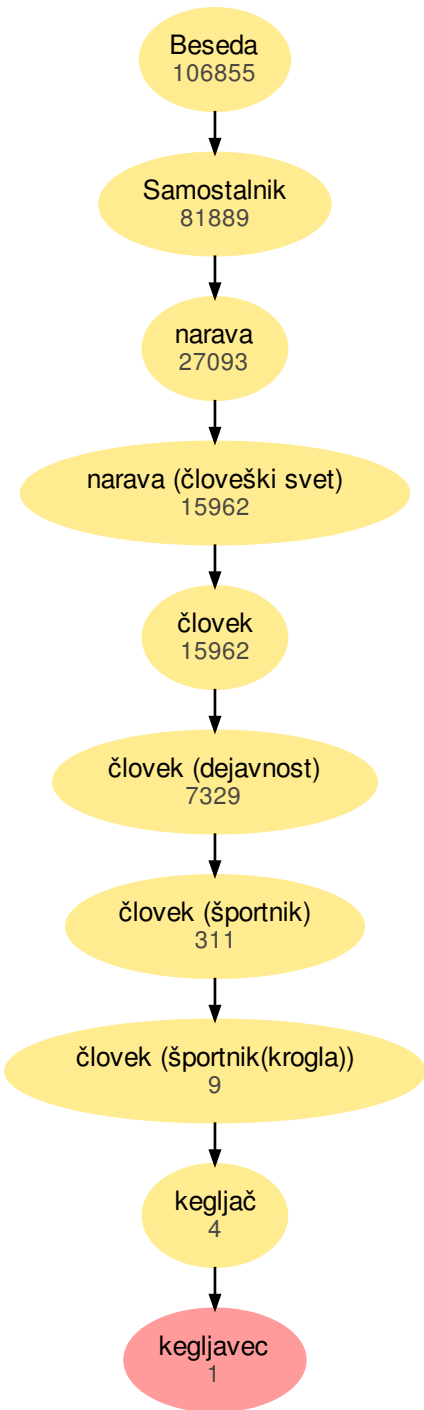 Beseda
106855
Samostalnik
81889
narava
27093
narava (človeški svet)
15962
človek
15962
človek (dejavnost)
7329
človek (športnik)
311
človek (športnik(krogla))
9
kegljač
4
kegljavec
1